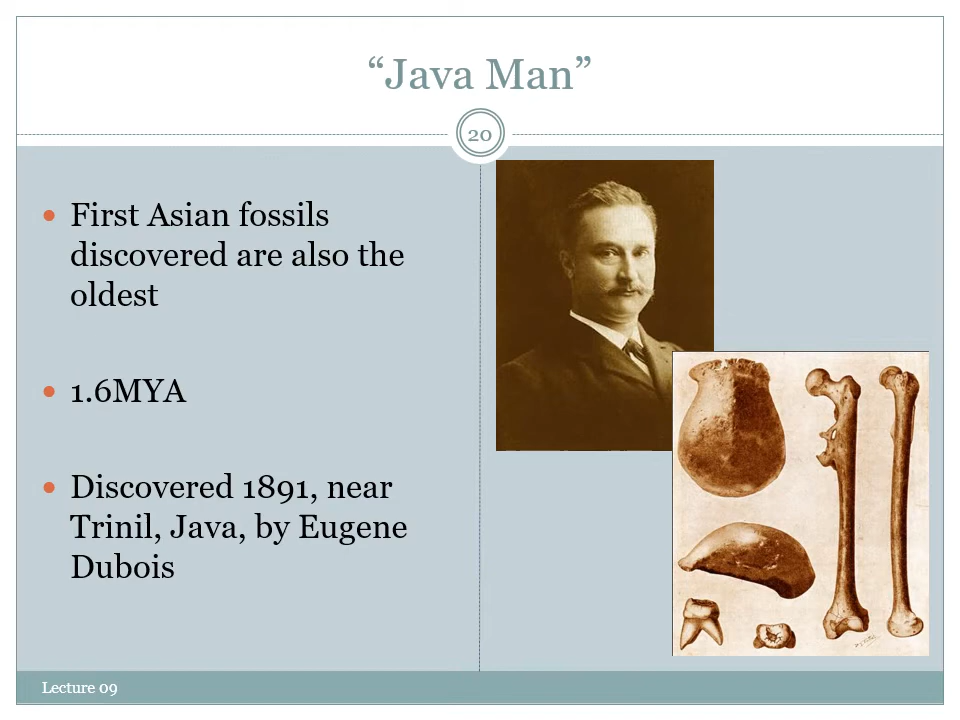 “Java Man”
20
First Asian fossils
discovered are also the
oldest
1.6MYA
Discovered 1891, near
Trinil, Java, by Eugene
Dubois
Lecture 09